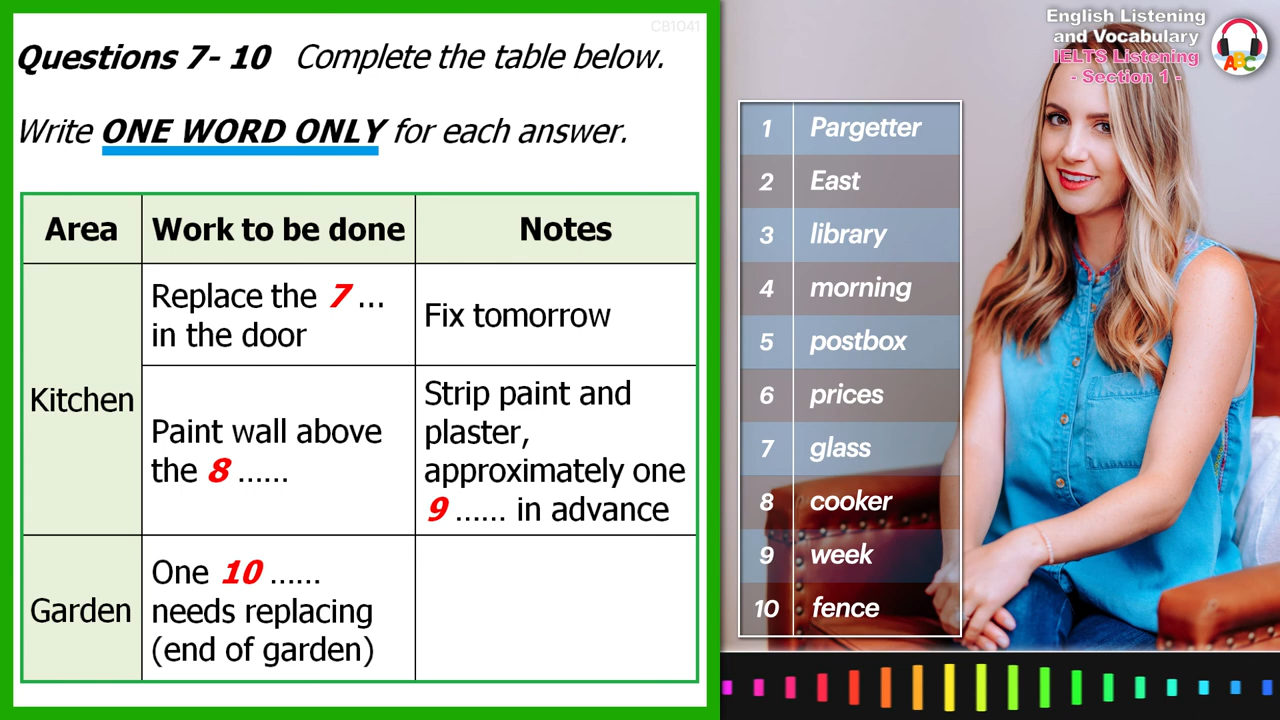 CB1041
Questions 7- 10 Complete the table below.
Write ONE WORD ONLY for each answer.
Area Work to be done Notes
Kitchen
Replace the 7 ...
in the door
Fix tomorrow
Paint wall above
the 8 ......
Strip paint and
plaster,
approximately one
9 ...... in advance
Garden
One 10 ......
needs replacing
(end of garden)
English Listening
and Vocabulary
IELTS Listening
- Section 1 -
ABC
1 Pargetter
2 East
3 library
4 morning
5 postbox
6 prices
7 glass
8 cooker
9 week
10 fence